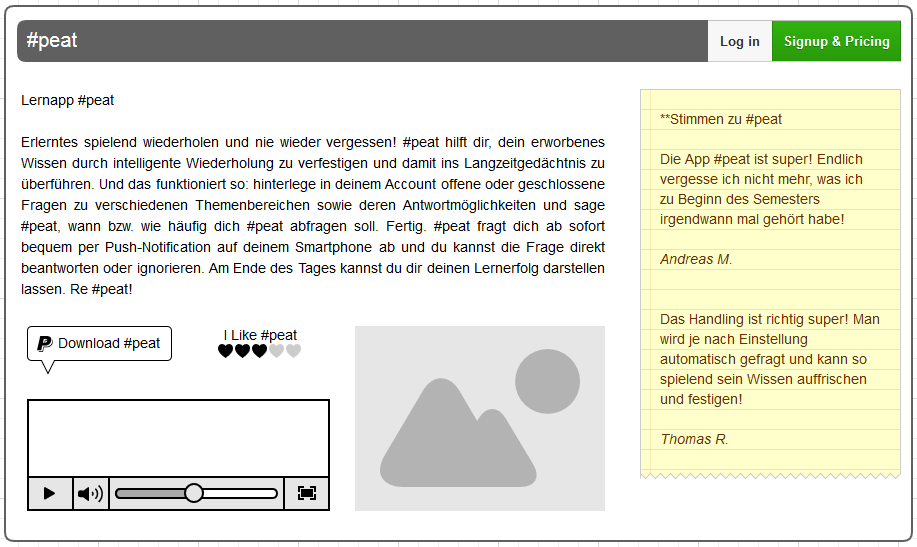 #peat
Log in
Signup & Pricing
Lernapp #peat
Erlerntes spielend wiederholen und nie wieder vergessen! #peat hilft dir, dein erworbenes
Wissen durch intelligente Wiederholung zu verfestigen und damit ins Langzeitgedächtnis zu
überführen. Und das funktioniert so: hinterlege in deinem Account offene oder geschlossene
Fragen zu verschiedenen Themenbereichen sowie deren Antwortmöglichkeiten und sage
#peat, wann bzw. wie häufig dich #peat abfragen soll. Fertig. #peat fragt dich ab sofort
bequem per Push-Notification auf deinem Smartphone ab und du kannst die Frage direkt
beantworten oder ignorieren. Am Ende des Tages kannst du dir deinen Lernerfolg darstellen
lassen. Re #peat!
Download #peat
I Like #peat
**Stimmen zu #peat
Die App #peat ist super! Endlich
vergesse ich nicht mehr, was ich
zu Beginn des Semesters
irgendwann mal gehört habe!
Andreas M.
Das Handling ist richtig super! Man
wird je nach Einstellung
automatisch gefragt und kann so
spielend sein Wissen auffrischen
und festigen!
Thomas R.